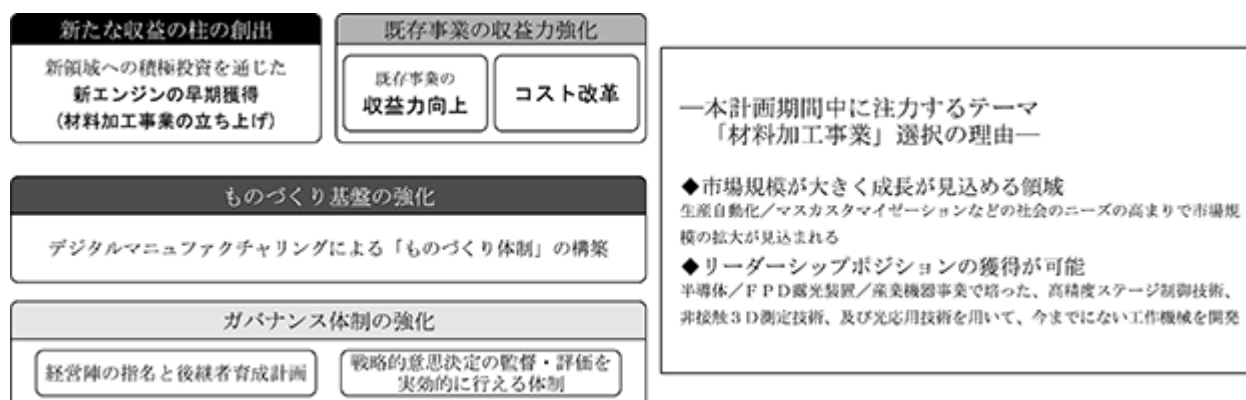 新たな収益の柱の創出
新領域への積極投資を通じた
新エンジンの早期獲得
(材料加工事業の立ち上げ)
既存事業の収益力強化
既存事業の
収益力向上
コスト改革
ものづくり基盤の強化
デジタルマニュファクチャリングによる「ものづくり体制」の構築
ガバナンス体制の強化
経営陣の指名と後継者育成計画
戦略的意思決定の監督・評価を
実効的に行える体制
―本計画期間中に注力するテーマ
「材料加工事業」選択の理由―
◆市場規模が大きく成長が見込める領域
生産自動化/マスカスタマイゼーションなどの社会のニーズの高まりで市場規
模の拡大が見込まれる
◆リーダーシップポジションの獲得が可能
半導体/FPD露光装置/産業機器事業で培った、高精度ステージ制御技術、
非接触3D測定技術、及び光応用技術を用いて、今までにない工作機械を開発